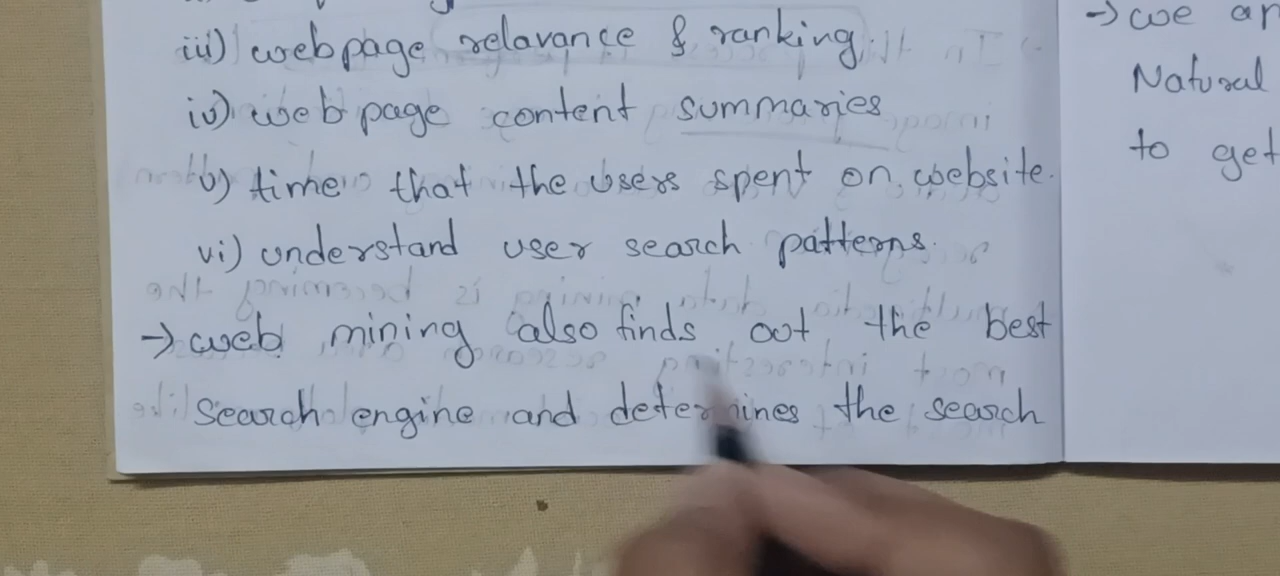 iii) webpage relavance & ranking
iv) web page content summaries
v) time that the users spent on website.
vi) understand user search patterns.
→ web mining also finds out the best
search engine and determines the search
→ we
Natural
to get